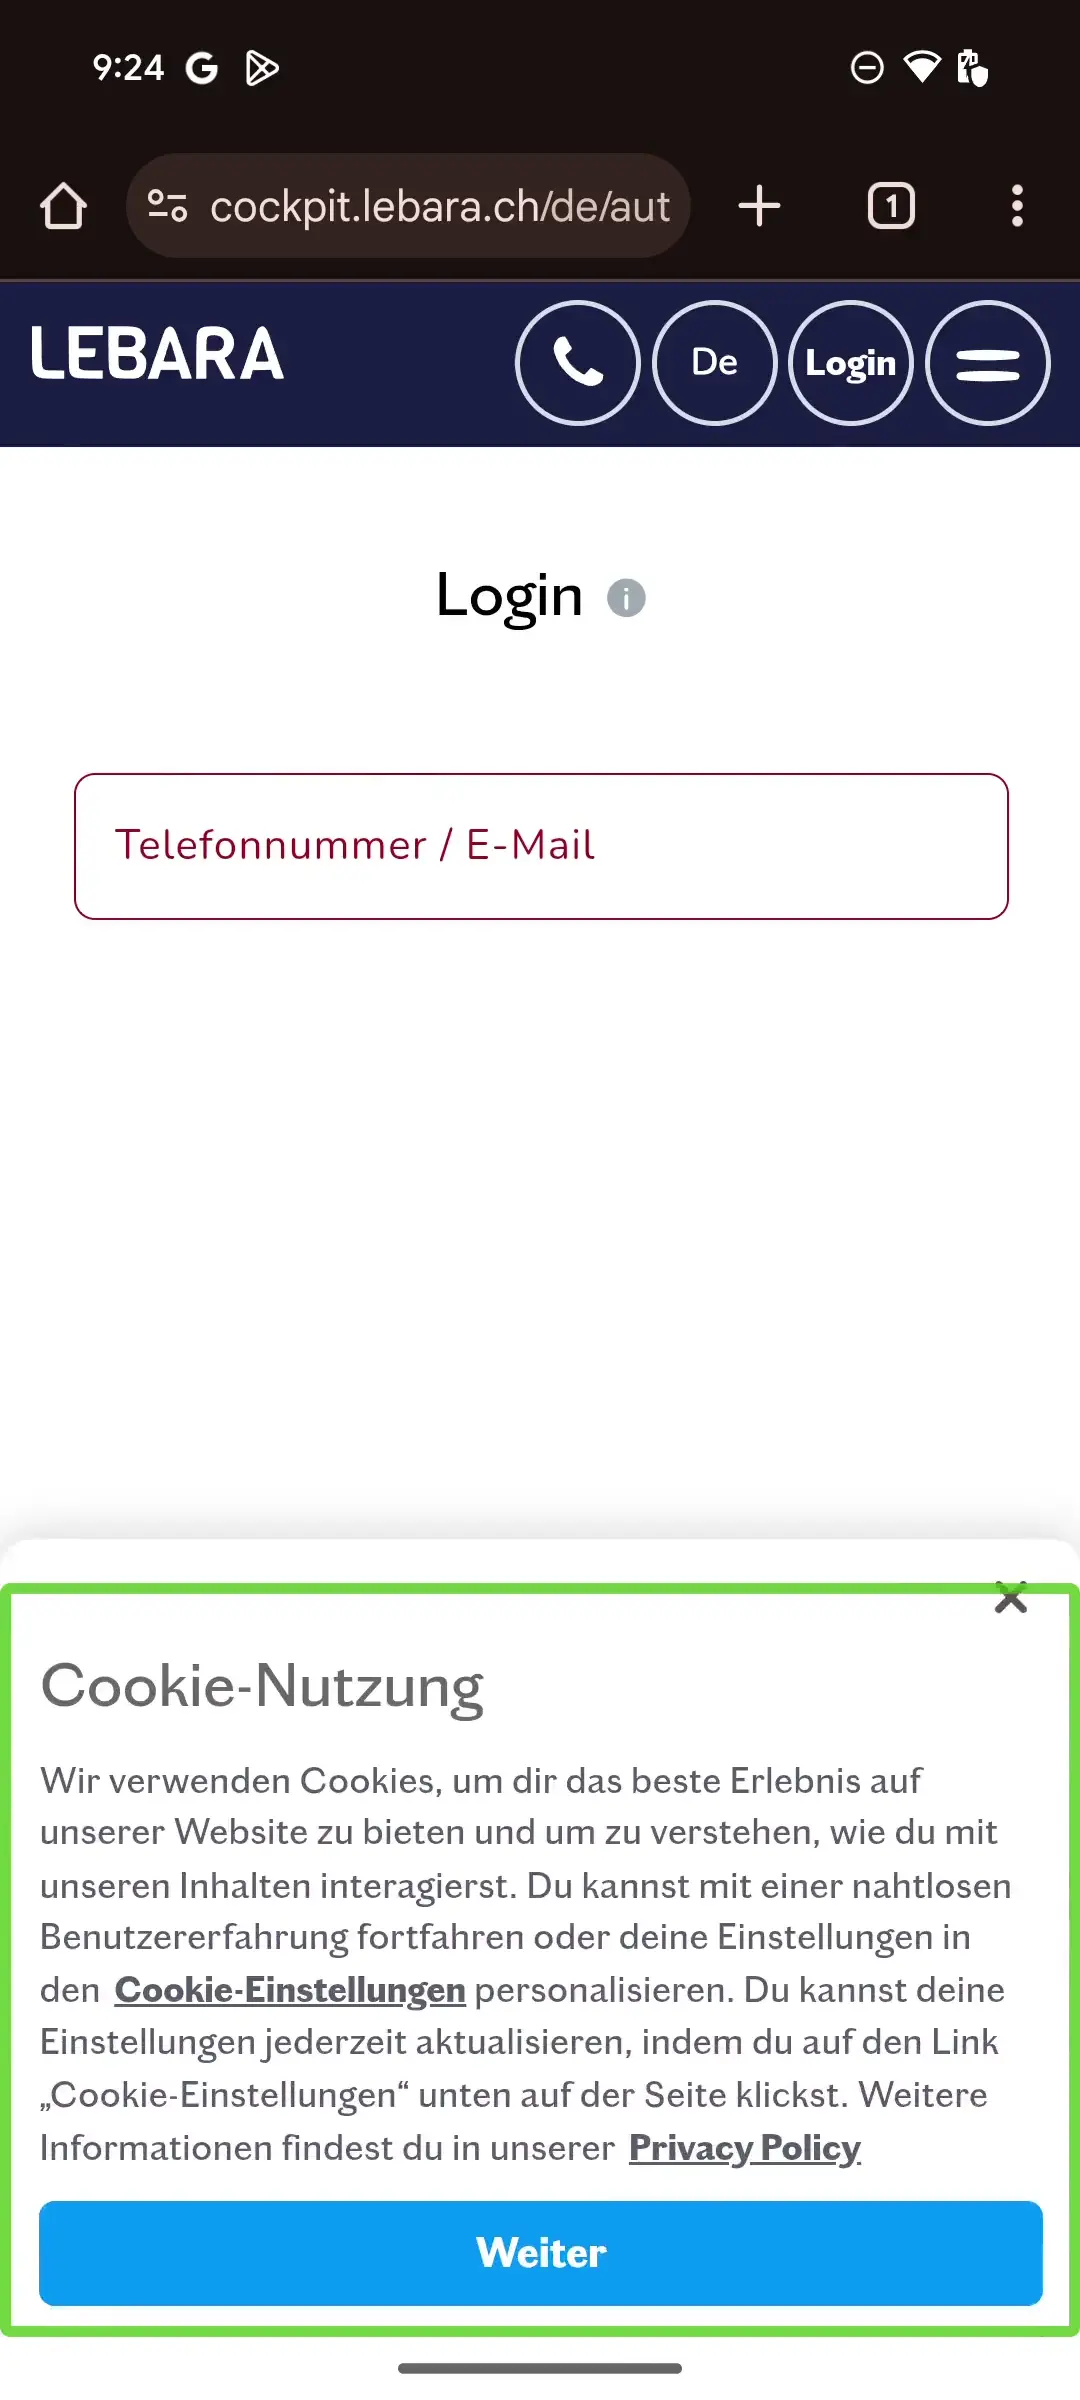 9:24
cockpit.lebara.ch/de/aut
1
LEBARA
De
Login
Login
Telefonnummer / E-Mail
Cookie-Nutzung
Wir verwenden Cookies, um dir das beste Erlebnis auf
unserer Website zu bieten und um zu verstehen, wie du mit
unseren Inhalten interagierst. Du kannst mit einer nahtlosen
Benutzererfahrung fortfahren oder deine Einstellungen in
den Cookie-Einstellungen personalisieren. Du kannst deine
Einstellungen jederzeit aktualisieren, indem du auf den Link
„Cookie-Einstellungen“ unten auf der Seite klickst. Weitere
Informationen findest du in unserer Privacy Policy
Weiter